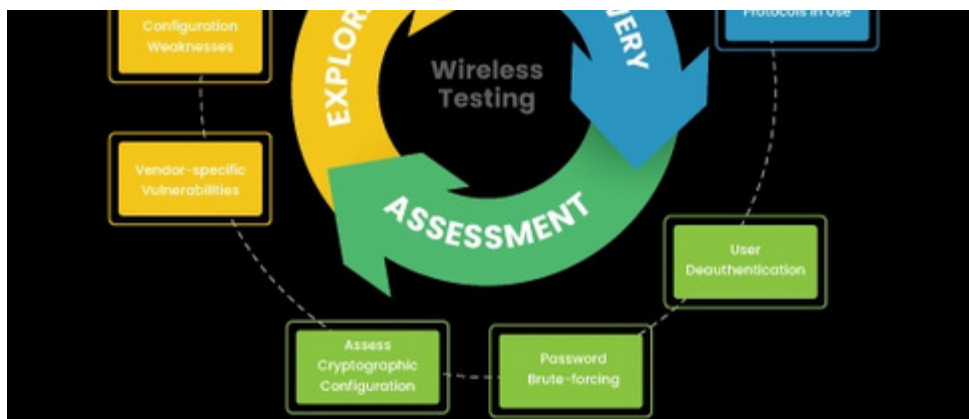 Configuration
Weaknesses
Protocols in Use
Wireless
Testing
Vendor-specific
Vulnerabilities
ASSESSMENT
User
Deauthentication
Assess
Cryptographic
Configuration
Password
Brute-forcing